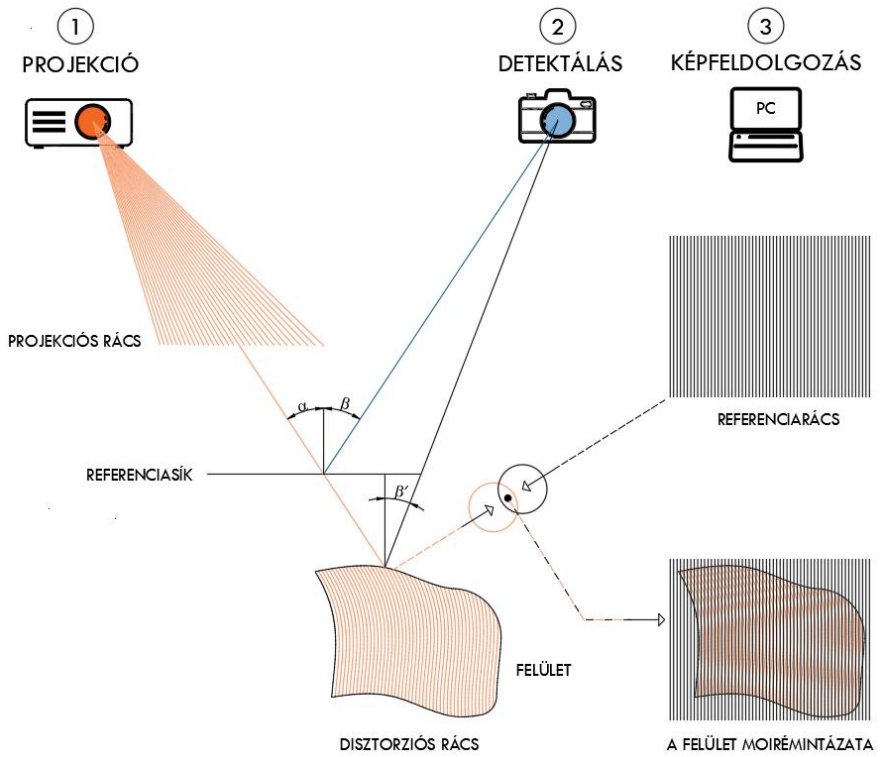 1
2
3
PROJEKCIÓ
DETEKTÁLÁS
KÉPFELDOLGOZÁS
PC
PROJEKCIÓS RÁCS
α
β
REFERENCIARÁCS
REFERENCIASÍK
β'
FELÜLET
DISZTORZIÓS RÁCS
A FELÜLET MOIRÉMINTÁZATA